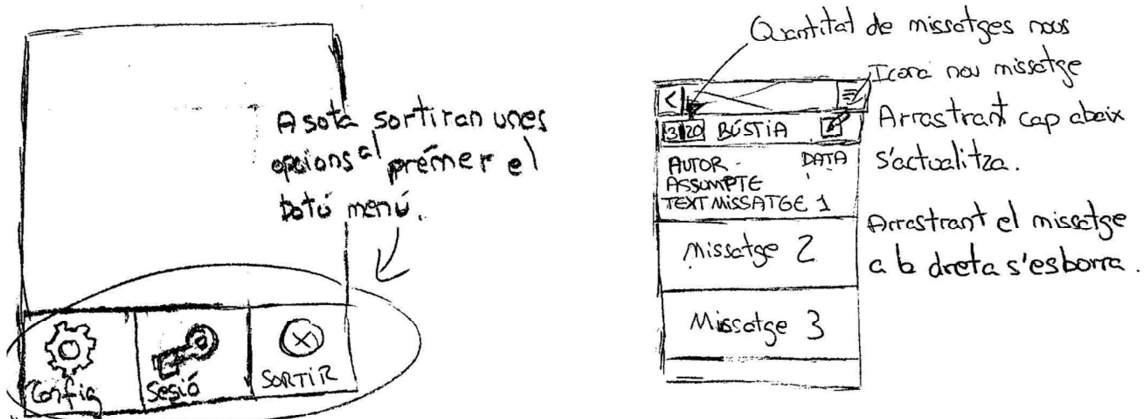 A sota sortiran unes
opcions al prémer el
botó menú.
Config
Sesió
SORTIR
Quantitat de missatges nous
Icona nou missatge
<
3/20 BÚSTIA
Arrastrant cap abaix
s'actualitza.
AUTOR
DATA
ASSUMPTE
TEXT MISSATGE 1
Arrastrant el missatge
a la dreta s'esborra.
Missatge 2
Missatge 3